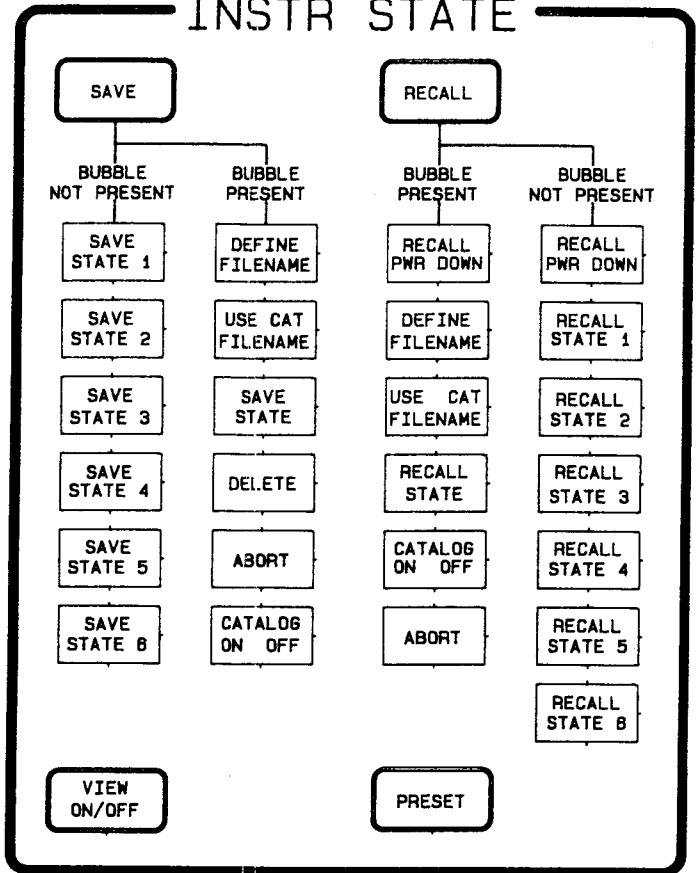 INSTR STATE
SAVE
BUBBLE
NOT PRESENT
SAVE
STATE 1
SAVE
STATE 2
SAVE
STATE 3
SAVE
STATE 4
SAVE
STATE 5
SAVE
STATE 6
BUBBLE
PRESENT
DEFINE
FILENAME
USE CAT
FILENAME
SAVE
STATE
DELETE
ABORT
CATALOG
ON OFF
RECALL
BUBBLE
PRESENT
RECALL
PWR DOWN
DEFINE
FILENAME
USE CAT
FILENAME
RECALL
STATE
CATALOG
ON OFF
ABORT
BUBBLE
NOT PRESENT
RECALL
PWR DOWN
RECALL
STATE 1
RECALL
STATE 2
RECALL
STATE 3
RECALL
STATE 4
RECALL
STATE 5
RECALL
STATE 6
VIEW
ON/OFF
PRESET